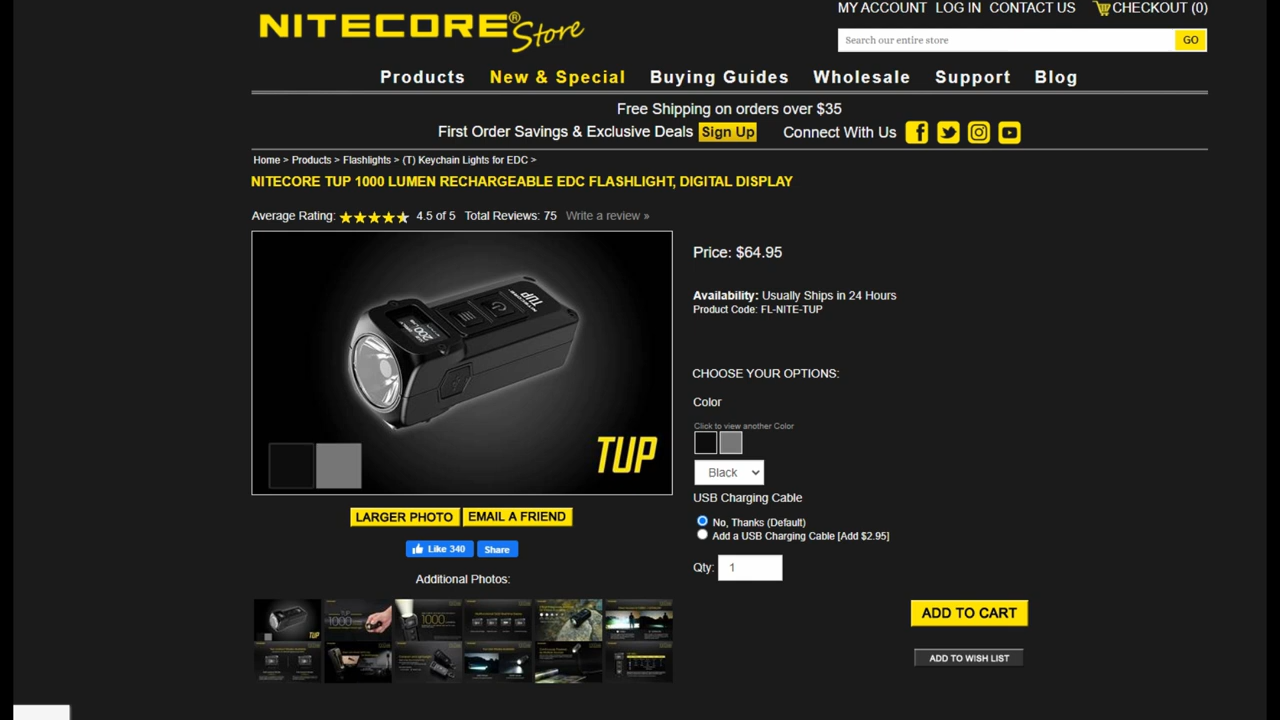 NITECORE® Store
MY ACCOUNT LOG IN CONTACT US CHECKOUT (0)
Search our entire store GO
Products New & Special Buying Guides Wholesale Support Blog
Free Shipping on orders over $35
First Order Savings & Exclusive Deals Sign Up Connect With Us
Home > Products > Flashlights > (T) Keychain Lights for EDC >
NITECORE TUP 1000 LUMEN RECHARGEABLE EDC FLASHLIGHT, DIGITAL DISPLAY
Average Rating: 4.5 of 5 Total Reviews: 75 Write a review »
TUP
200
TUP
Price: $64.95
Availability: Usually Ships in 24 Hours
Product Code: FL-NITE-TUP
CHOOSE YOUR OPTIONS:
Color
Click to view another Color
Black
USB Charging Cable
No, Thanks (Default)
Add a USB Charging Cable [Add $2.95]
Qty: 1
ADD TO CART
ADD TO WISH LIST
LARGER PHOTO EMAIL A FRIEND
Like 340 Share
Additional Photos:
TUP
TUP
1000
1000